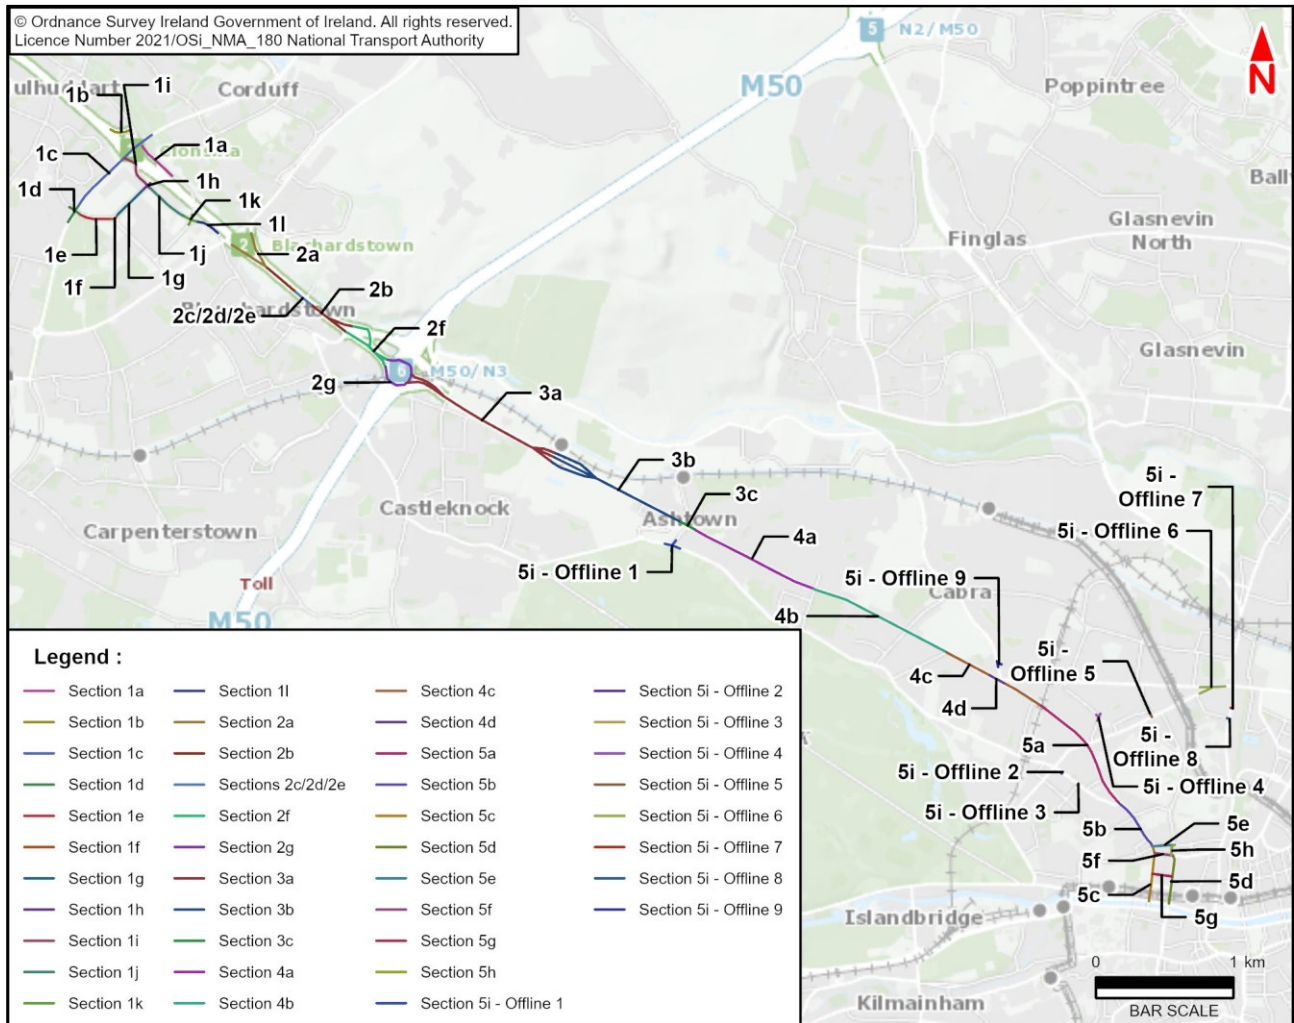 © Ordnance Survey Ireland Government of Ireland. All rights reserved.
Licence Number 2021/OSi_NMA_180 National Transport Authority
5
N2/M50
N
M50
Poppintree
Corduff
1b
1i
1c
1a
1d
1h
1k
1l
Blachardstown
2
2a
1e
1j
1g
1f
2b
2c/2d/2e
2f
6
M50/N3
2g
Finglas
Glasnevin
North
Glasnevin
3a
3b
3c
Castleknock
Ashtown
Carpenterstown
4a
5i - Offline 1
Toll
M50
5i -
Offline 7
5i - Offline 6
5i - Offline 9
Cabra
4b
5i -
Offline 5
4c
4d
5a
5i -
Offline 8
5i - Offline 2
5i - Offline 4
5i - Offline 3
5b
5e
5f
5h
5c
5d
5g
Islandbridge
Kilmainham
0
1 km
BAR SCALE
Legend :
Section 1a
Section 1b
Section 1c
Section 1d
Section 1e
Section 1f
Section 1g
Section 1h
Section 1i
Section 1j
Section 1k
Section 1l
Section 2a
Section 2b
Sections 2c/2d/2e
Section 2f
Section 2g
Section 3a
Section 3b
Section 3c
Section 4a
Section 4b
Section 4c
Section 4d
Section 5a
Section 5b
Section 5c
Section 5d
Section 5e
Section 5f
Section 5g
Section 5h
Section 5i - Offline 1
Section 5i - Offline 2
Section 5i - Offline 3
Section 5i - Offline 4
Section 5i - Offline 5
Section 5i - Offline 6
Section 5i - Offline 7
Section 5i - Offline 8
Section 5i - Offline 9